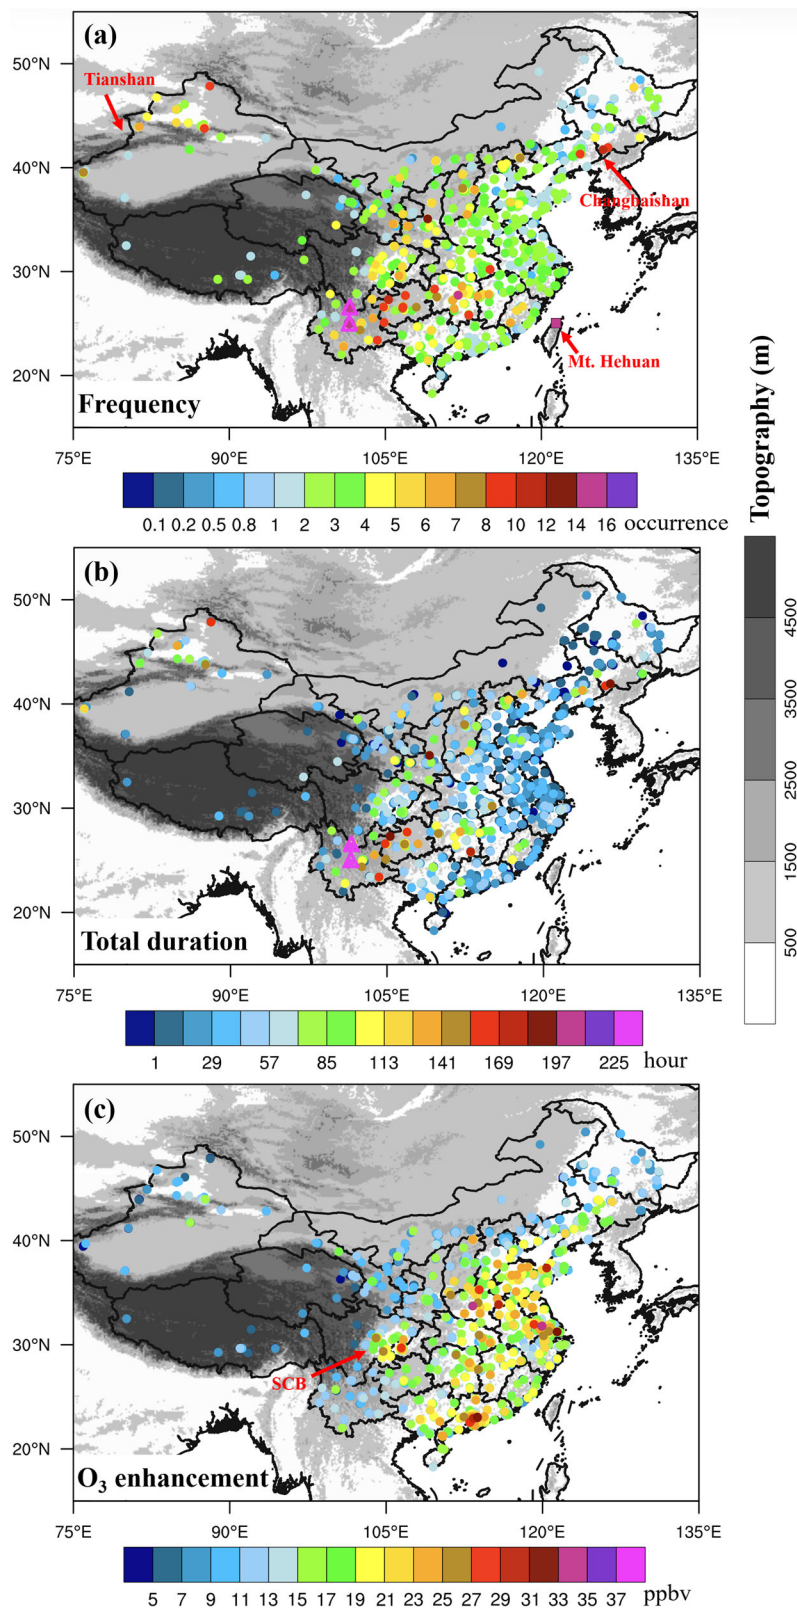 (a)
50°N
Tianshan
40°N
Changbaishan
30°N
Mt. Hehuan
20°N
Frequency
75°E 90°E 105°E 120°E 135°E
0.1 0.2 0.5 0.8 1 2 3 4 5 6 7 8 10 12 14 16 occurrence
(b)
50°N
40°N
30°N
20°N
Total duration
75°E 90°E 105°E 120°E 135°E
1 29 57 85 113 141 169 197 225 hour
Topography (m)
4500
3500
2500
1500
500
(c)
50°N
40°N
30°N
SCB
20°N
O₃ enhancement
75°E 90°E 105°E 120°E 135°E
5 7 9 11 13 15 17 19 21 23 25 27 29 31 33 35 37 ppbv